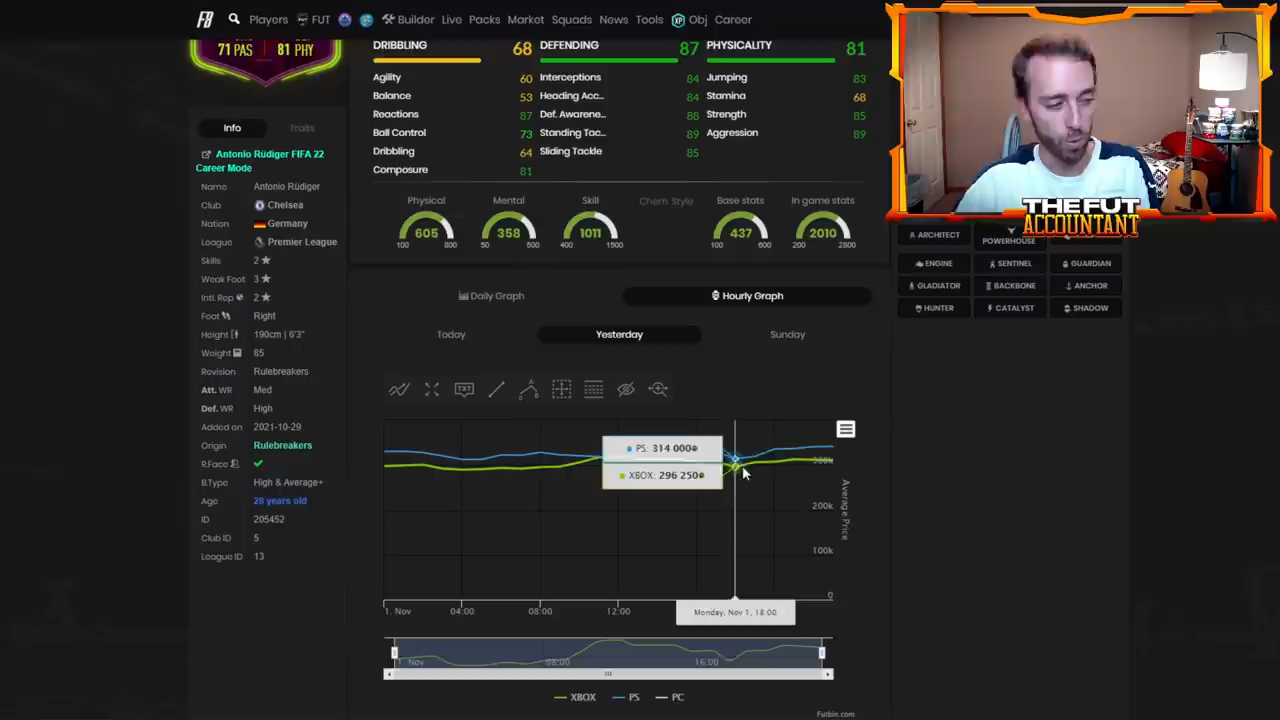 FB Players FUT Builder Live Packs Market Squads News Tools XP Obj Career
71 PAS 81 PHY
DRIBBLING 68 DEFENDING 87 PHYSICALITY 81
Agility 60 Interceptions 84 Jumping 83
Balance 53 Heading Acc... 84 Stamina 68
Reactions 87 Def. Awarene... 88 Strength 85
Ball Control 73 Standing Tac... 89 Aggression 89
Dribbling 64 Sliding Tackle 85
Composure 81
Physical Mental Skill Chem Style Base stats In game stats
605 358 1011 437 2010
100 800 50 500 400 1500 100 600 200 2800
Info Traits
Antonio Rüdiger FIFA 22
Career Mode
Name Antonio Rüdiger
Club Chelsea
Nation Germany
League Premier League
Skills 2
Weak Foot 3
Intl. Rep 2
Foot Right
Height 190cm | 6'3"
Weight 85
Revision Rulebreakers
Att. WR Med
Def. WR High
Added on 2021-10-29
Origin Rulebreakers
R.Face
B.Type High & Average+
Age 28 years old
ID 205452
Club ID 5
League ID 13
Daily Graph Hourly Graph
Today Yesterday Sunday
TXT
PS: 314 000
XBOX: 296 250
300k
200k
100k
0
Average Price
1. Nov 04:00 08:00 12:00
Monday, Nov 1, 18:00
1 Nov 08:00 16:00
XBOX PS PC
Futbin.com
THE FUT
ACCOUNTANT
ARCHITECT POWERHOUSE
ENGINE SENTINEL GUARDIAN
GLADIATOR BACKBONE ANCHOR
HUNTER CATALYST SHADOW